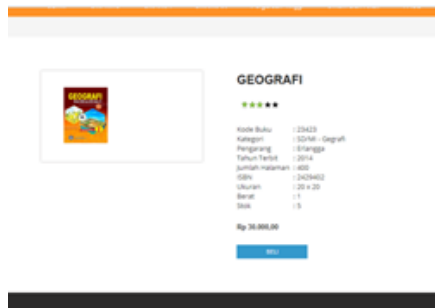 GEOGRAFI
GEOGRAFI
Kode Buku : 23423
Kategori : SD/MI - Gegrafi
Pengarang : Erlangga
Tahun Terbit : 2014
Jumlah Halaman : 400
ISBN : 2429402
Ukuran : 20 x 20
Berat : 1
Stok : 5
Rp 30.000,00
BELI